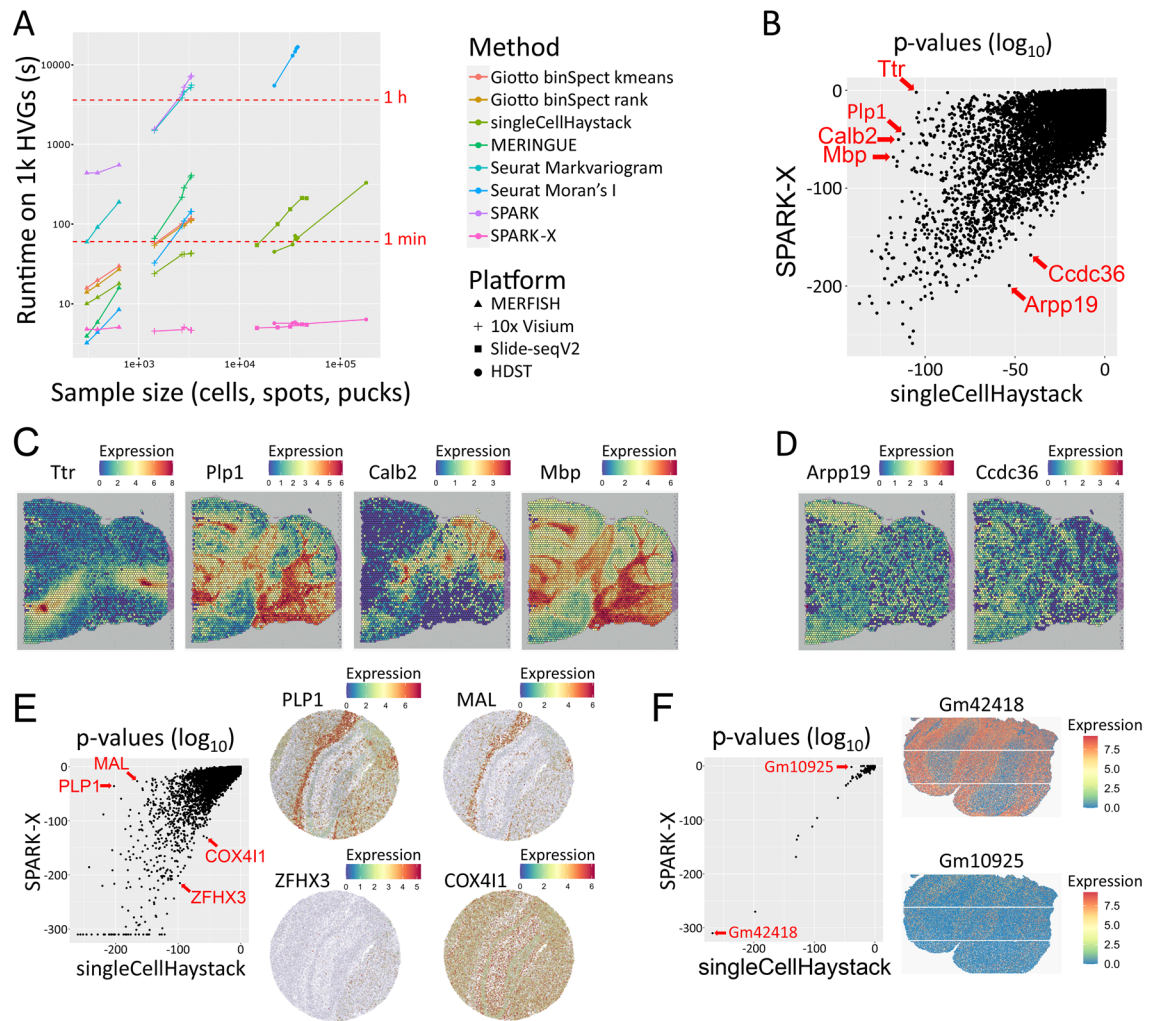 A
Runtime on 1k HVGs (s)
10000
1000
100
10
1 h
1 min
1e+03
1e+04
1e+05
Sample size (cells, spots, pucks)
Method
Giotto binSpect kmeans
Giotto binSpect rank
singleCellHaystack
MERINGUE
Seurat Markvariogram
Seurat Moran's I
SPARK
SPARK-X
Platform
MERFISH
10x Visium
Slide-seqV2
HDST
B
p-values (log10)
Ttr
Plp1
Calb2
Mbp
Ccdc36
Arpp19
SPARK-X
0
-100
-200
-100
-50
0
singleCellHaystack
C
Ttr
Expression
0 2 4 6 8
Plp1
Expression
0 1 2 3 4 5 6
Calb2
Expression
0 1 2 3
Mbp
Expression
0 2 4 6
D
Arpp19
Expression
0 1 2 3 4
Ccdc36
Expression
0 1 2 3 4
E
p-values (log10)
MAL
PLP1
COX4I1
ZFHX3
SPARK-X
0
-100
-200
-300
-200
-100
0
singleCellHaystack
PLP1
Expression
0 2 4 6
MAL
Expression
0 2 4 6
ZFHX3
Expression
0 1 2 3 4 5
COX4I1
Expression
0 2 4 6
F
p-values (log10)
Gm10925
Gm42418
SPARK-X
0
-100
-200
-300
-200
-100
0
singleCellHaystack
Gm42418
Expression
7.5
5.0
2.5
0.0
Gm10925
Expression
7.5
5.0
2.5
0.0